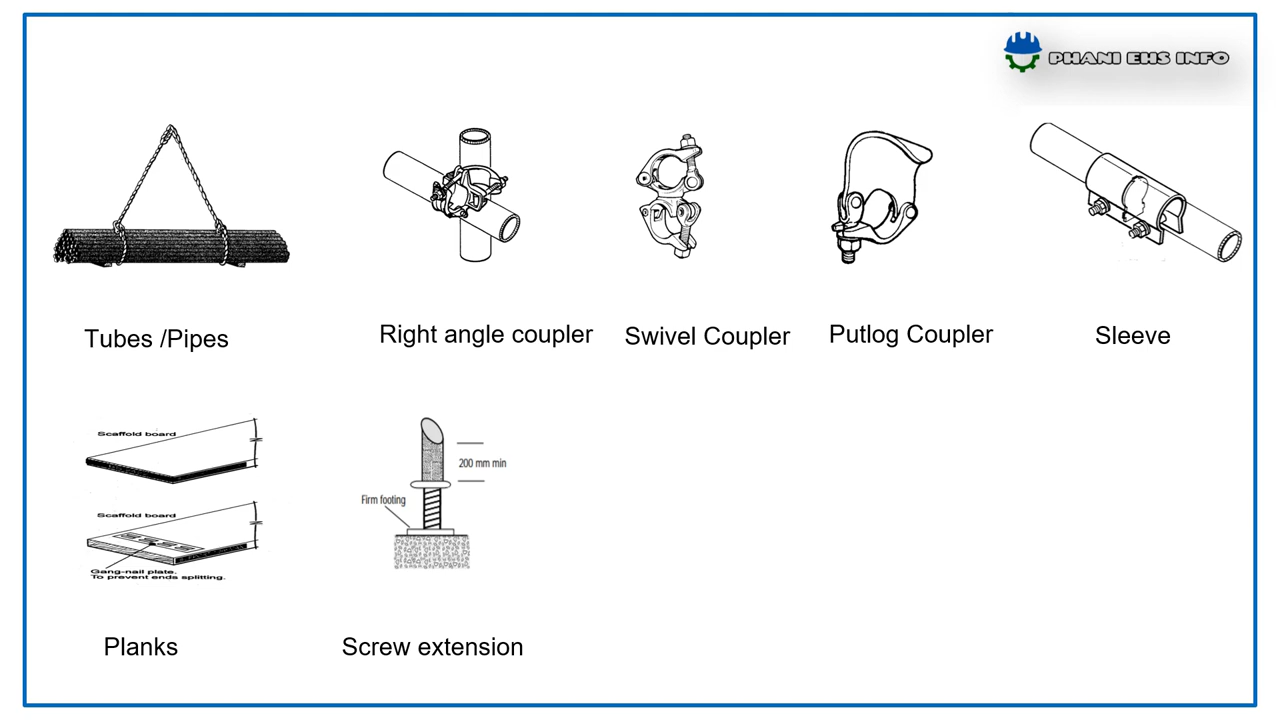 PHANI EHS INFO
Tubes /Pipes
Right angle coupler
Swivel Coupler
Putlog Coupler
Sleeve
Scaffold board
Scaffold board
Gang-nail plate.
To prevent ends splitting.
Planks
200 mm min
Firm footing
Screw extension